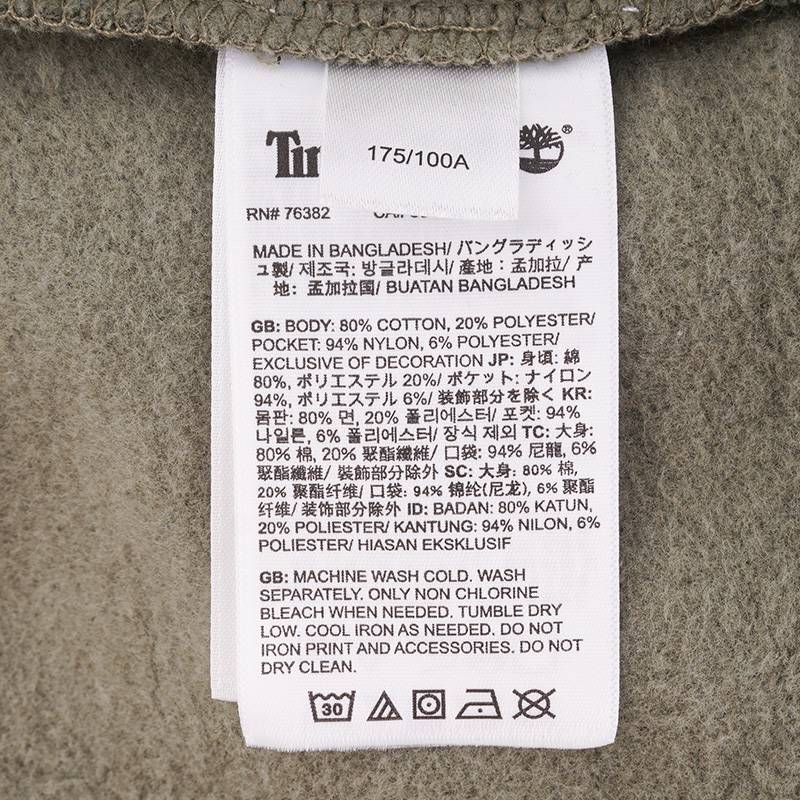 175/100A
®
RN# 76382
MADE IN BANGLADESH/ バングラディッシ
ュ製/ 제조국: 방글라데시/ 產地：孟加拉/ 产
地：孟加拉国/ BUATAN BANGLADESH
GB: BODY: 80% COTTON, 20% POLYESTER/
POCKET: 94% NYLON, 6% POLYESTER/
EXCLUSIVE OF DECORATION JP: 身頃: 綿
80%, ポリエステル 20%/ ポケット: ナイロン
94%, ポリエステル 6%/ 装飾部分を除く KR:
몸판: 80% 면, 20% 폴리에스터/ 포켓: 94%
나일론, 6% 폴리에스터/ 장식 제외 TC: 大身:
80% 棉, 20% 聚酯纖維/ 口袋: 94% 尼龍, 6%
聚酯纖維/ 裝飾部分除外 SC: 大身: 80% 棉,
20% 聚酯纤维/ 口袋: 94% 锦纶(尼龙), 6% 聚酯
纤维/ 装饰部分除外 ID: BADAN: 80% KATUN,
20% POLIESTER/ KANTUNG: 94% NILON, 6%
POLIESTER/ HIASAN EKSKLUSIF
GB: MACHINE WASH COLD. WASH
SEPARATELY. ONLY NON CHLORINE
BLEACH WHEN NEEDED. TUMBLE DRY
LOW. COOL IRON AS NEEDED. DO NOT
IRON PRINT AND ACCESSORIES. DO NOT
DRY CLEAN.
30